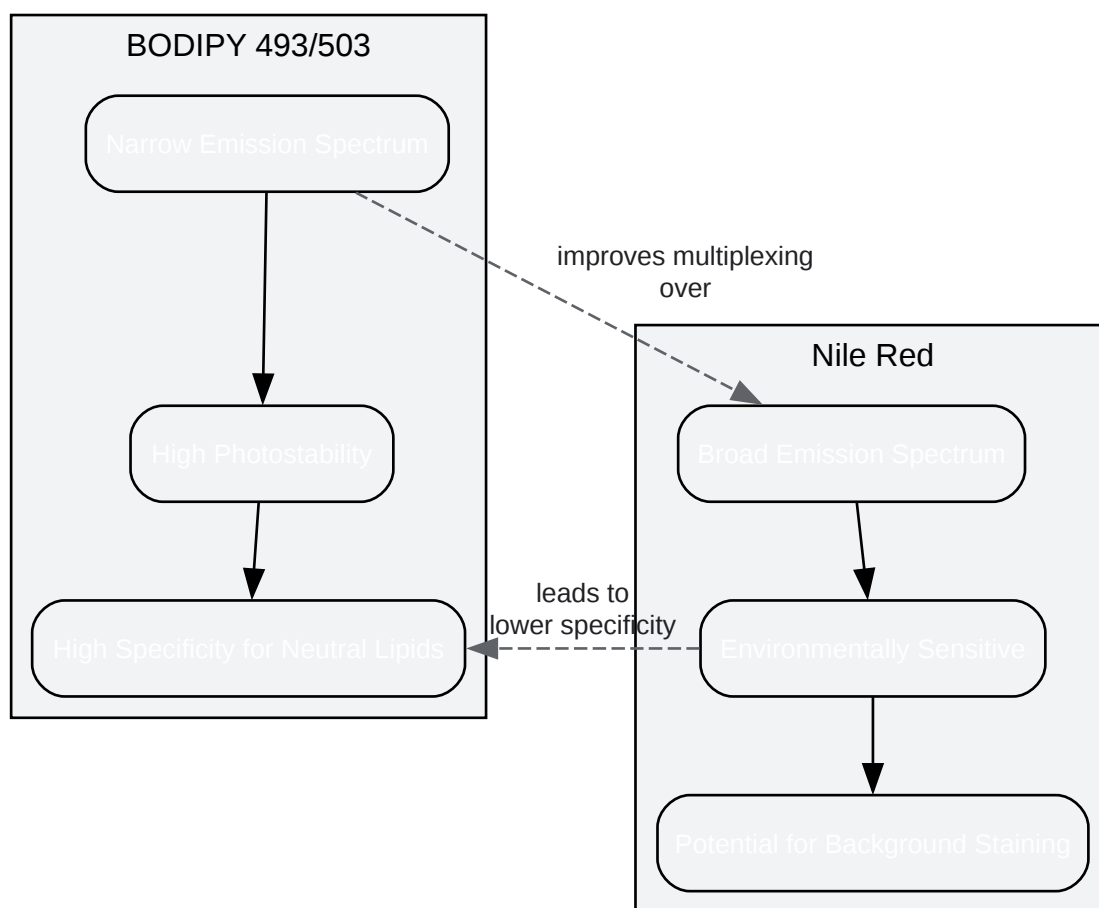 BODIPY 493/503
Narrow Emission Spectrum
improves multiplexing
over
Nile Red
High Photostability
Broad Emission Spectrum
leads to
lower specificity
High Specificity for Neutral Lipids
Environmentally Sensitive
Potential for Background Staining